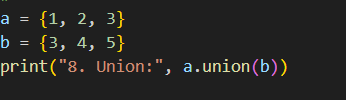 a = {1, 2, 3}
b = {3, 4, 5}
print("8. Union:", a.union(b))